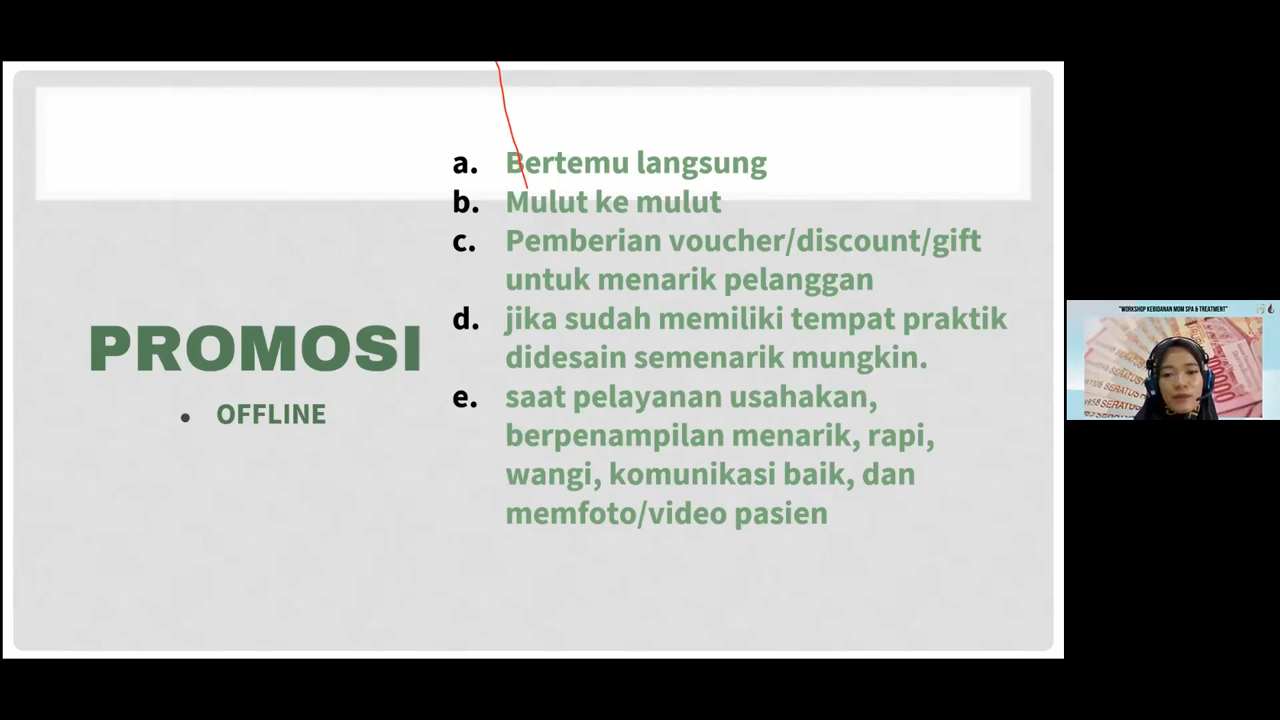 a. Bertemu langsung
b. Mulut ke mulut
c. Pemberian voucher/discount/gift
untuk menarik pelanggan
d. jika sudah memiliki tempat praktik
didesain semenarik mungkin.
e. saat pelayanan usahakan,
berpenampilan menarik, rapi,
wangi, komunikasi baik, dan
memfoto/video pasien
PROMOSI
• OFFLINE
"WORKSHOP KEBIDANAN MOM SPA & TREATMENT"